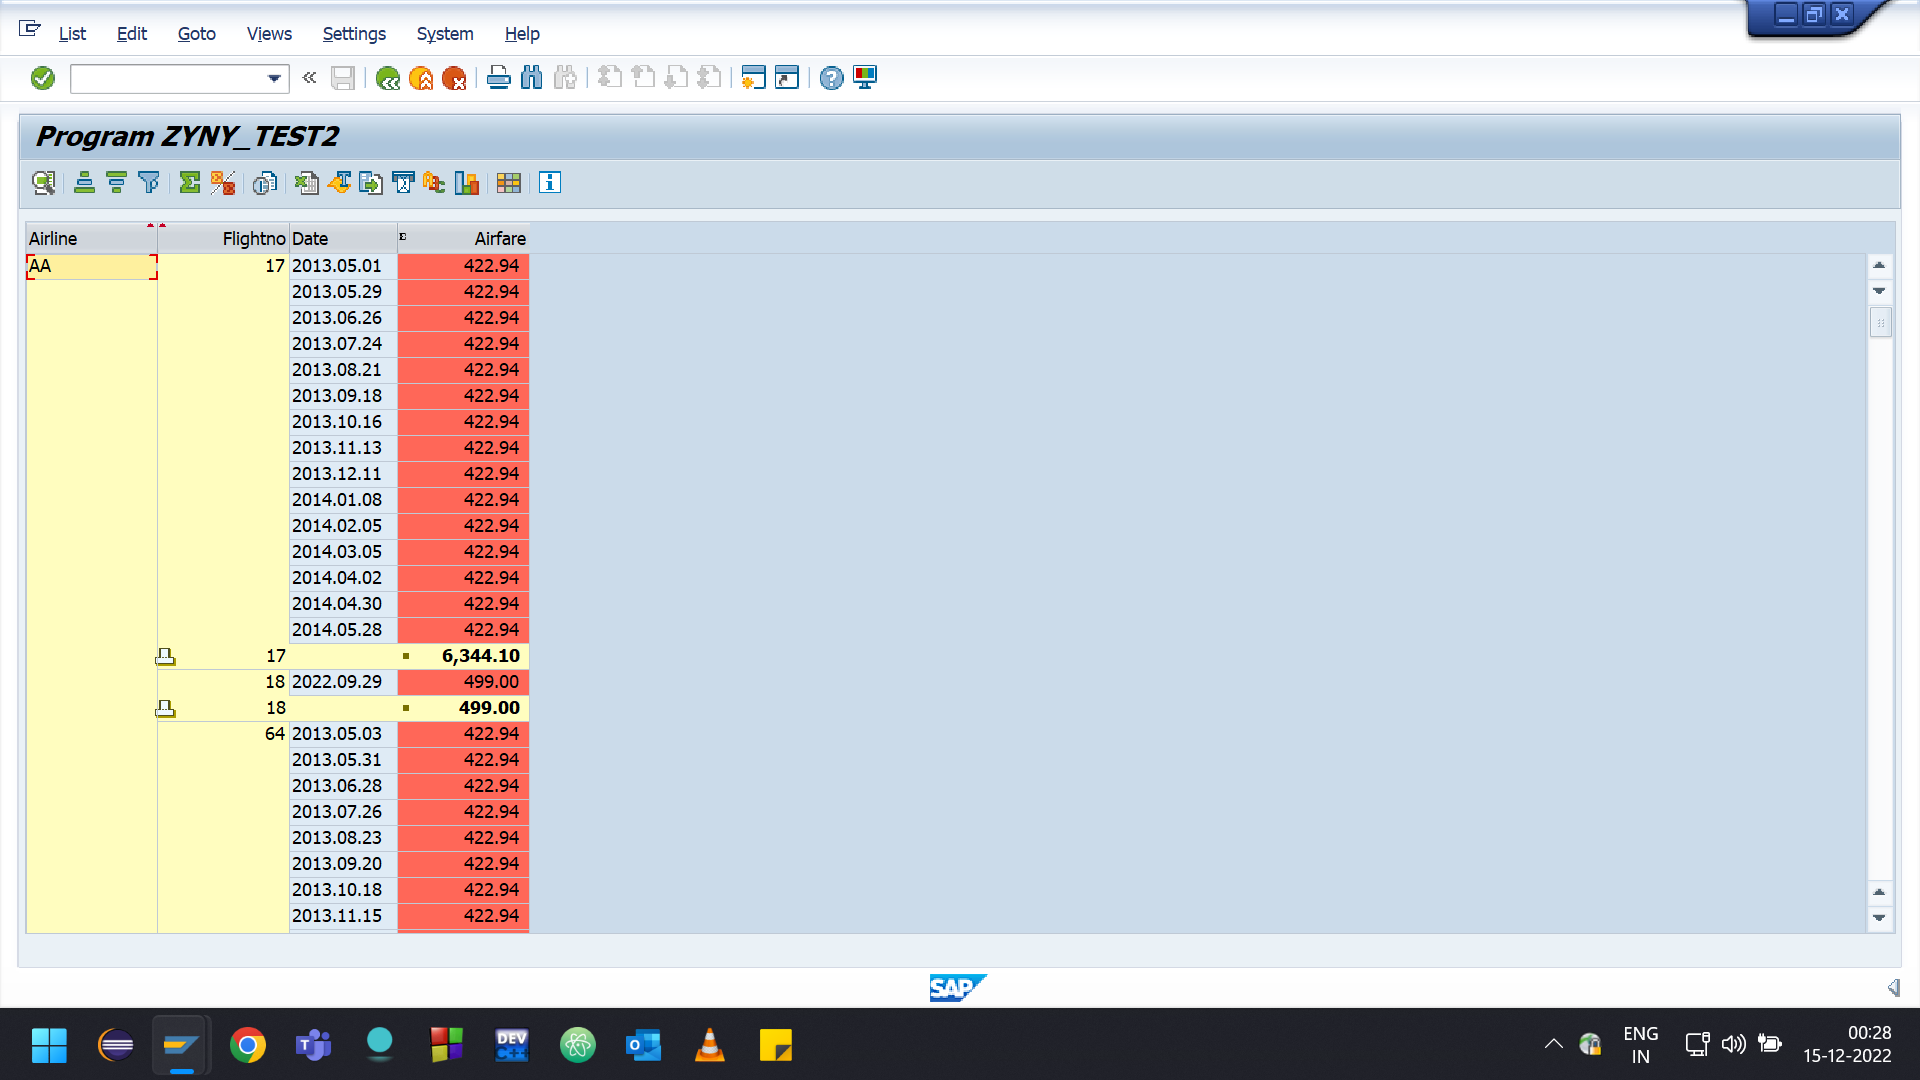 List Edit Goto Views Settings System Help
Program ZYNY_TEST2
Airline Flightno Date Σ Airfare
AA 17 2013.05.01 422.94
2013.05.29 422.94
2013.06.26 422.94
2013.07.24 422.94
2013.08.21 422.94
2013.09.18 422.94
2013.10.16 422.94
2013.11.13 422.94
2013.12.11 422.94
2014.01.08 422.94
2014.02.05 422.94
2014.03.05 422.94
2014.04.02 422.94
2014.04.30 422.94
2014.05.28 422.94
17 6,344.10
18 2022.09.29 499.00
18 499.00
64 2013.05.03 422.94
2013.05.31 422.94
2013.06.28 422.94
2013.07.26 422.94
2013.08.23 422.94
2013.09.20 422.94
2013.10.18 422.94
2013.11.15 422.94
SAP
DEV C++
ENG IN
00:28
15-12-2022